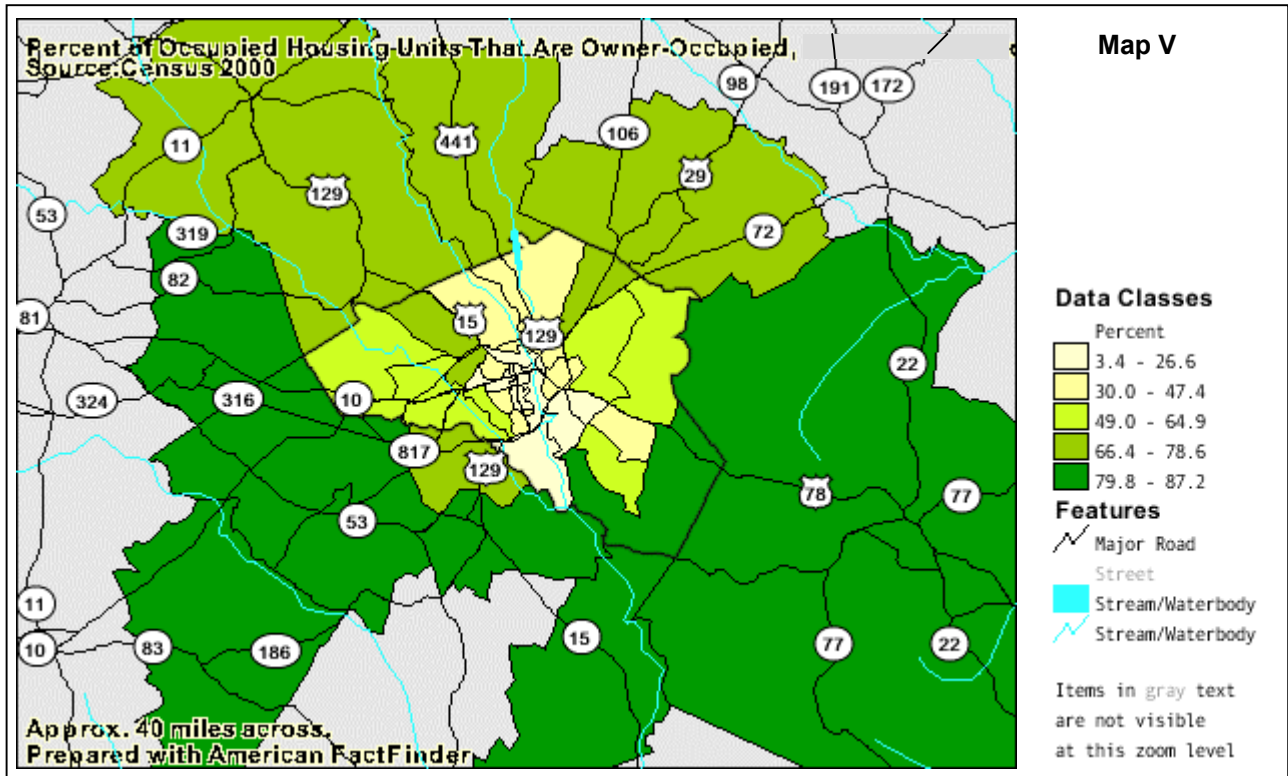 Percent of Occupied Housing Units That Are Owner-Occupied,
Source:Census 2000
Map V
98
191
172
11
441
106
129
29
53
319
72
82
81
15
129
22
324
316
10
817
129
78
77
53
11
10
83
186
15
77
22
Approx. 40 miles across.
Prepared with American FactFinder
Data Classes
Percent
3.4 - 26.6
30.0 - 47.4
49.0 - 64.9
66.4 - 78.6
79.8 - 87.2
Features
Major Road
Street
Stream/Waterbody
Stream/Waterbody
Items in gray text
are not visible
at this zoom level